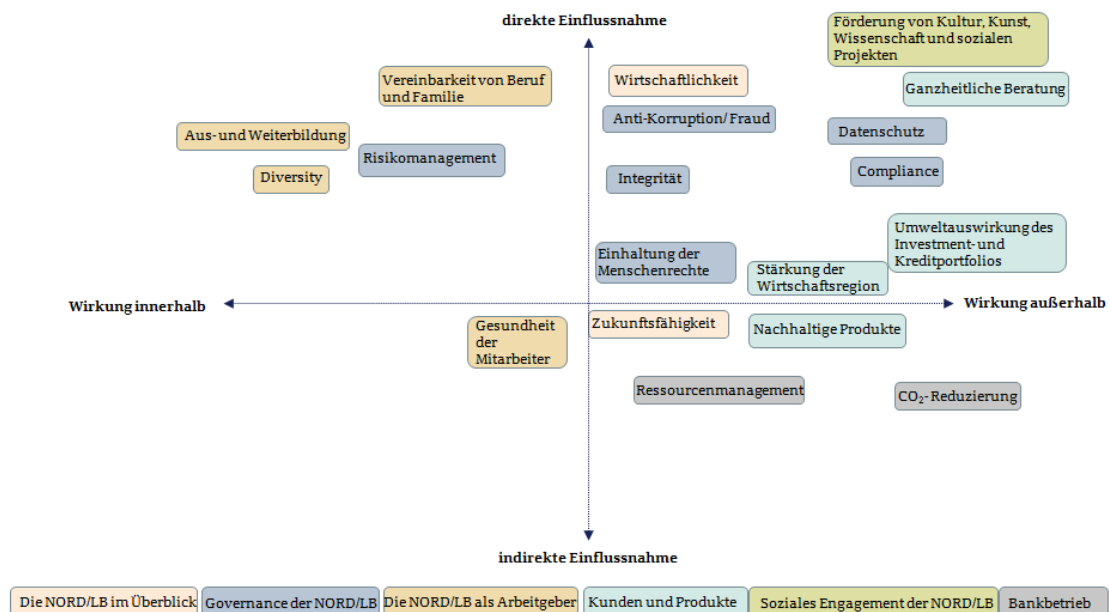 direkte Einflussnahme
Förderung von Kultur, Kunst,
Wissenschaft und sozialen
Projekten
Vereinbarkeit von Beruf
und Familie
Wirtschaftlichkeit
Ganzheitliche Beratung
Anti-Korruption/ Fraud
Aus- und Weiterbildung
Datenschutz
Risikomanagement
Diversity
Integrität
Compliance
Umweltauswirkung des
Investment- und
Kreditportfolios
Einhaltung der
Menschenrechte
Stärkung der
Wirtschaftsregion
Wirkung innerhalb
Wirkung außerhalb
Gesundheit
der
Mitarbeiter
Zukunftsfähigkeit
Nachhaltige Produkte
Ressourcenmanagement
CO₂- Reduzierung
indirekte Einflussnahme
Die NORD/LB im Überblick
Governance der NORD/LB
Die NORD/LB als Arbeitgeber
Kunden und Produkte
Soziales Engagement der NORD/LB
Bankbetrieb